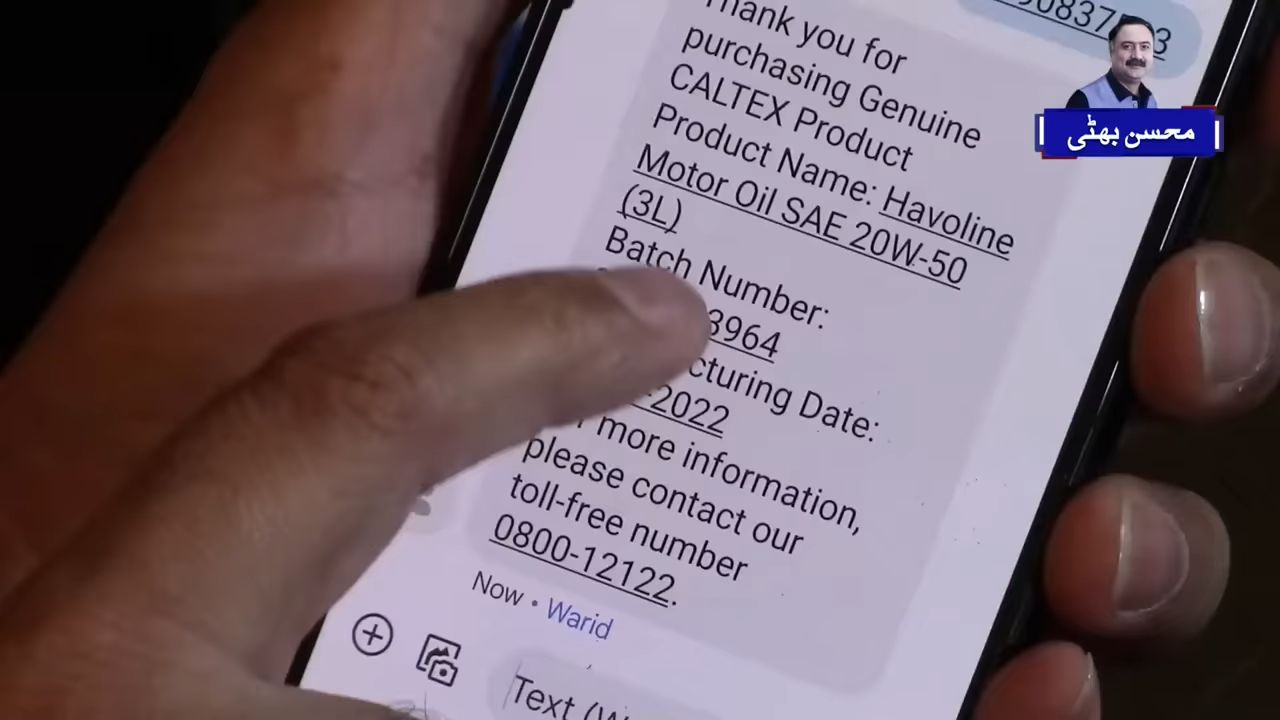 Thank you for
purchasing Genuine
CALTEX Product
Product Name: Havoline
Motor Oil SAE 20W-50
(3L)
Batch Number:
3964
Date:
-2022
more information,
please contact our
toll-free number
0800-12122.
Now • Warid
Text
محسن بھٹی